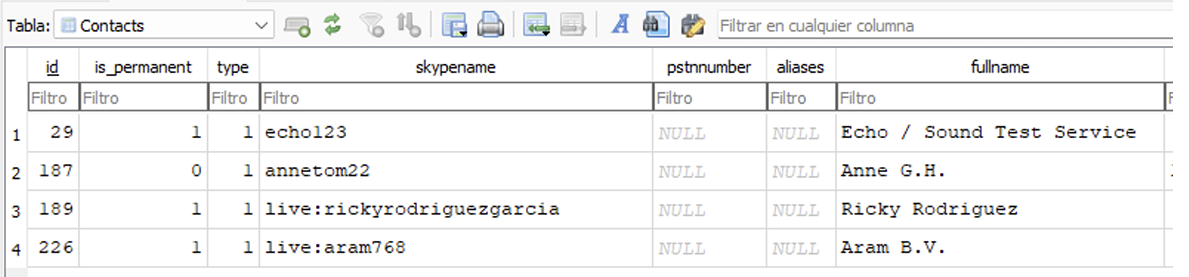 Tabla: Contacts Filtrar en cualquier columna
id is_permanent type skypename pstnnumber aliases fullname
Filtro Filtro Filtro Filtro Filtro Filtro Filtro
1 29 1 1 echo123 NULL NULL Echo / Sound Test Service
2 187 0 1 annetom22 NULL NULL Anne G.H.
3 189 1 1 live:rickyrodriguezgarcia NULL NULL Ricky Rodriguez
4 226 1 1 live:aram768 NULL NULL Aram B.V.